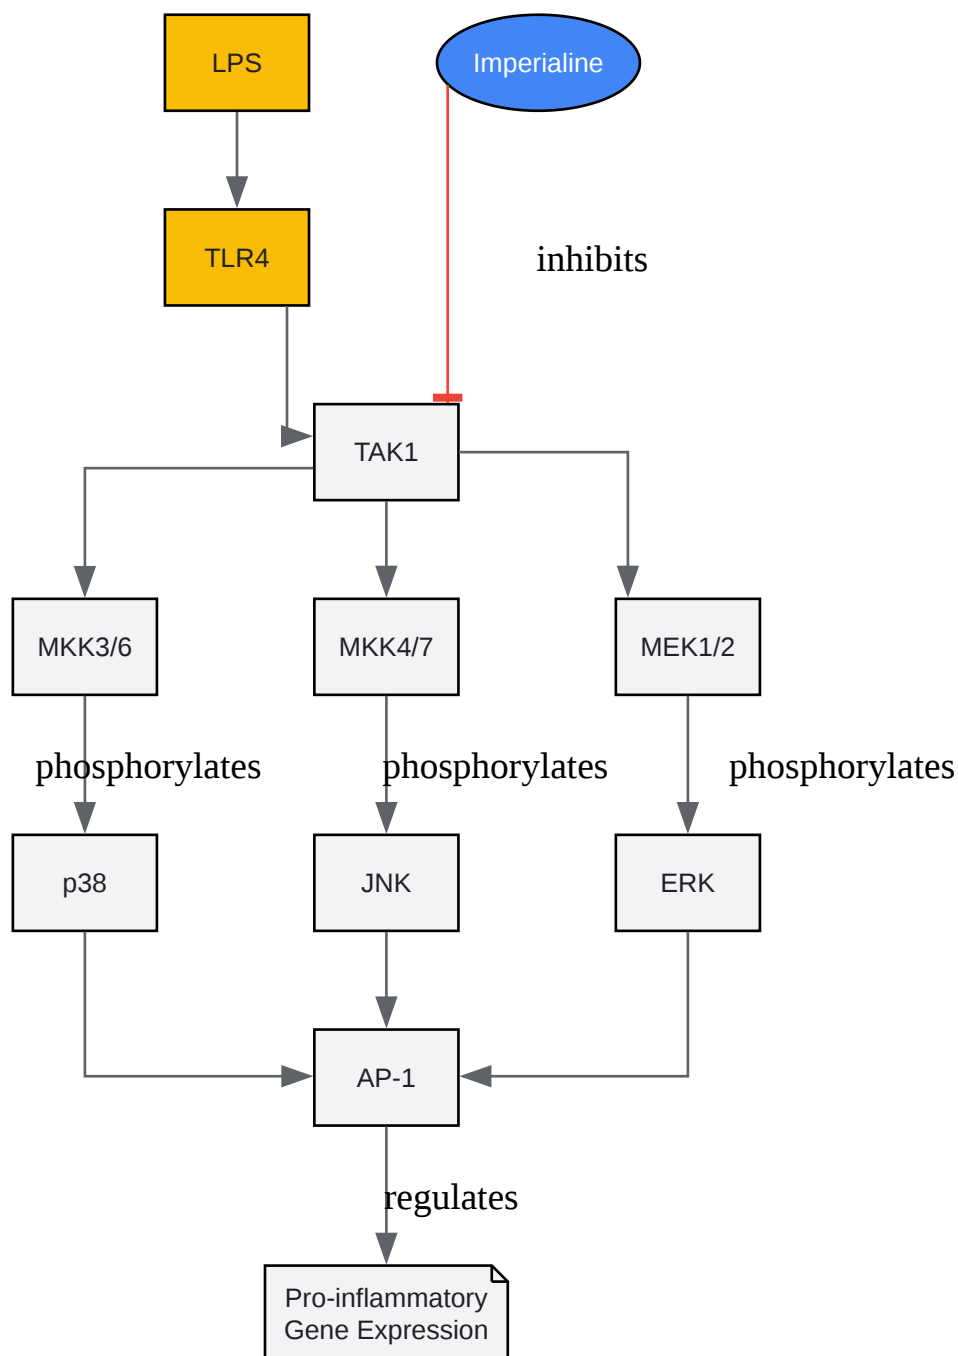 LPS
Imperialine
TLR4
inhibits
TAK1
MKK3/6
MKK4/7
MEK1/2
phosphorylates
phosphorylates
phosphorylates
p38
JNK
ERK
AP-1
regulates
Pro-inflammatory
Gene Expression